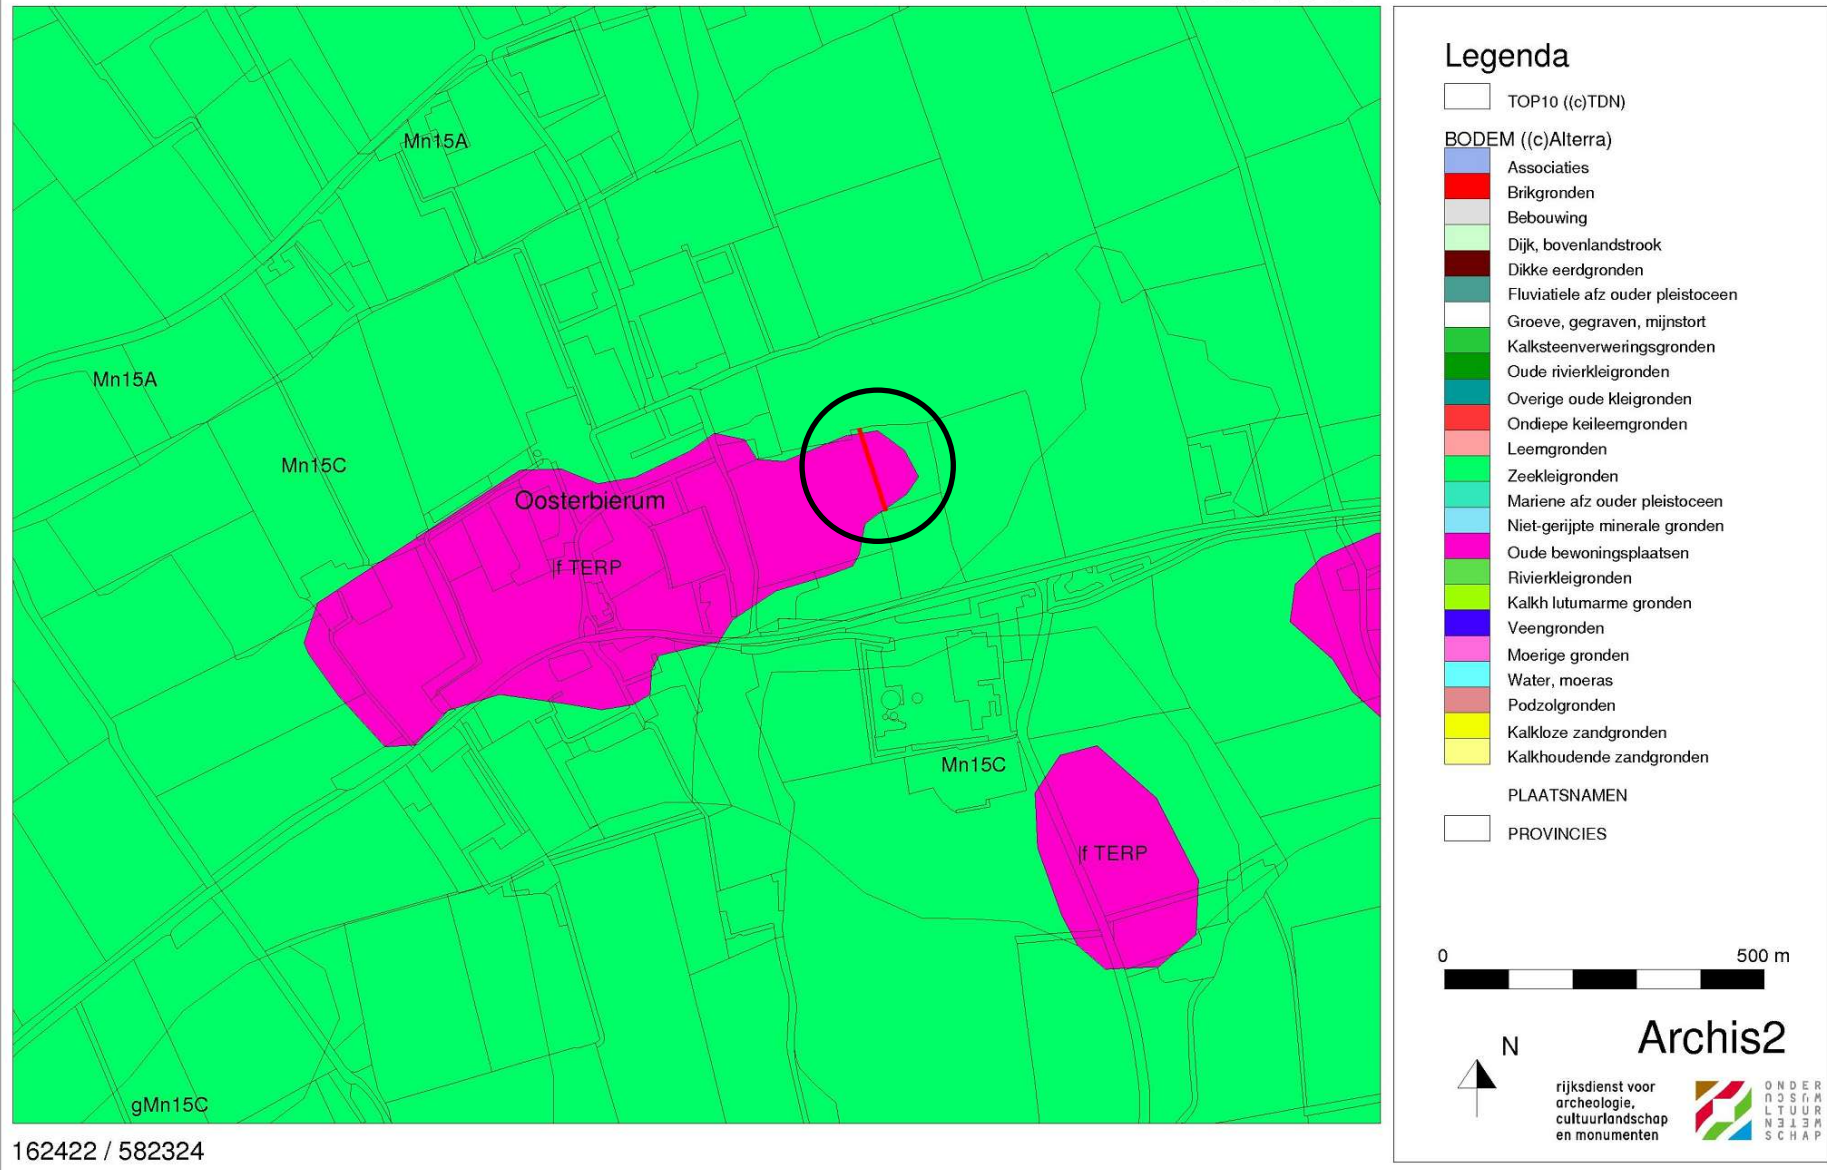 Mn15A
Mn15A
Mn15C
Oosterbierum
|f TERP
Mn15C
|f TERP
gMn15C
162422 / 582324
Legenda
TOP10 ((c)TDN)
BODEM ((c)Alterra)
Associaties
Brikgronden
Bebouwing
Dijk, bovenlandstrook
Dikke eerdgronden
Fluviatiele afz ouder pleistoceen
Groeve, gegraven, mijnstort
Kalksteenverweringsgronden
Oude rivierkleigronden
Overige oude kleigronden
Ondiepe keileemgronden
Leemgronden
Zeekleigronden
Mariene afz ouder pleistoceen
Niet-gerijpte minerale gronden
Oude bewoningsplaatsen
Rivierkleigronden
Kalkh lutumarme gronden
Veengronden
Moerige gronden
Water, moeras
Podzolgronden
Kalkloze zandgronden
Kalkhoudende zandgronden
PLAATSNAMEN
PROVINCIES
0 500 m
Archis2
N
rijksdienst voor
archeologie,
cultuurlandschap
en monumenten
ONDER